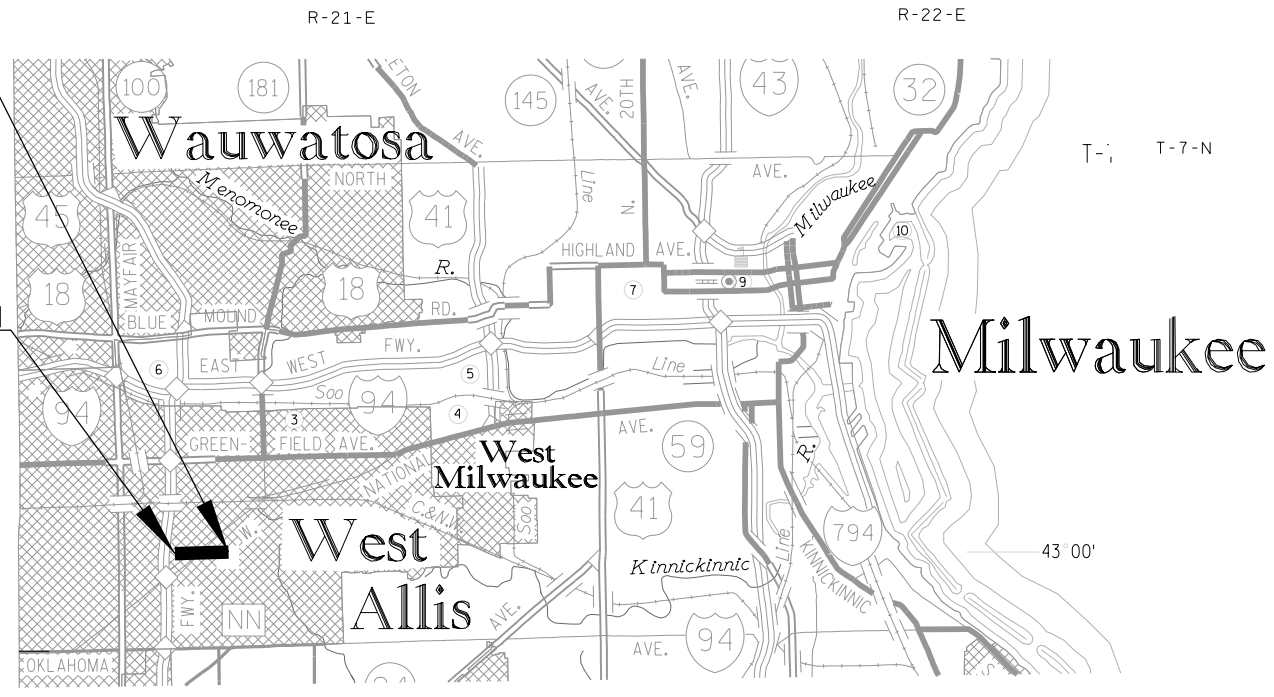 R-21-E
R-22-E
100
181
145
43
32
ETON
AVE.
AVE.
20TH
N.
AVE.
Wauwatosa
NORTH
AVE.
T-7-N
Menomonee
R.
Line
Milwaukee
45
41
18
18
MAYFAIR
HIGHLAND AVE.
10
7
9
BLUE
MOUND
RD.
Milwaukee
EAST
WEST
FWY.
Line
6
5
Soo
94
94
3
4
GREEN-
FIELD AVE.
AVE.
59
R.
West
Milwaukee
NATIONAL
C.&N.W.
Soo
41
W.
West
Allis
Line
794
KINNICKINNIC
43°00'
Kinnickinnic
FWY.
NN
AVE.
AVE.
94
OKLAHOMA